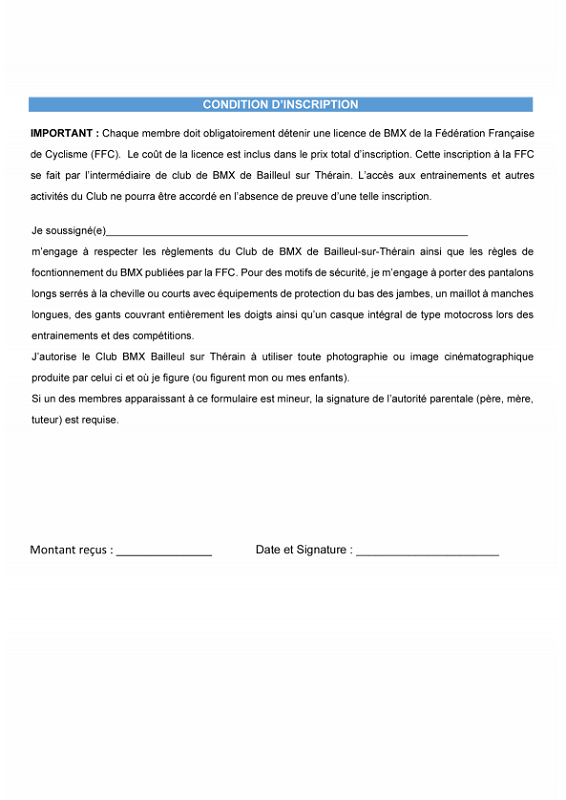 CONDITION D'INSCRIPTION
IMPORTANT : Chaque membre doit obligatoirement détenir une licence de BMX de la Fédération Française
de Cyclisme (FFC). Le coût de la licence est inclus dans le prix total d'inscription. Cette inscription à la FFC
se fait par l'intermédiaire de club de BMX de Bailleul sur Thérain. L'accès aux entrainements et autres
activités du Club ne pourra être accordé en l'absence de preuve d'une telle inscription.
Je soussigné(e)
m'engage à respecter les règlements du Club de BMX de Bailleul-sur-Thérain ainsi que les règles de
focntionnement du BMX publiées par la FFC. Pour des motifs de sécurité, je m'engage à porter des pantalons
longs serrés à la cheville ou courts avec équipements de protection du bas des jambes, un maillot à manches
longues, des gants couvrant entièrement les doigts ainsi qu'un casque intégral de type motocross lors des
entrainements et des compétitions.
J'autorise le Club BMX Bailleul sur Thérain à utiliser toute photographie ou image cinématographique
produite par celui ci et où je figure (ou figurent mon ou mes enfants).
Si un des membres apparaissant à ce formulaire est mineur, la signature de l'autorité parentale (père, mère,
tuteur) est requise.
Montant reçus : Date et Signature :